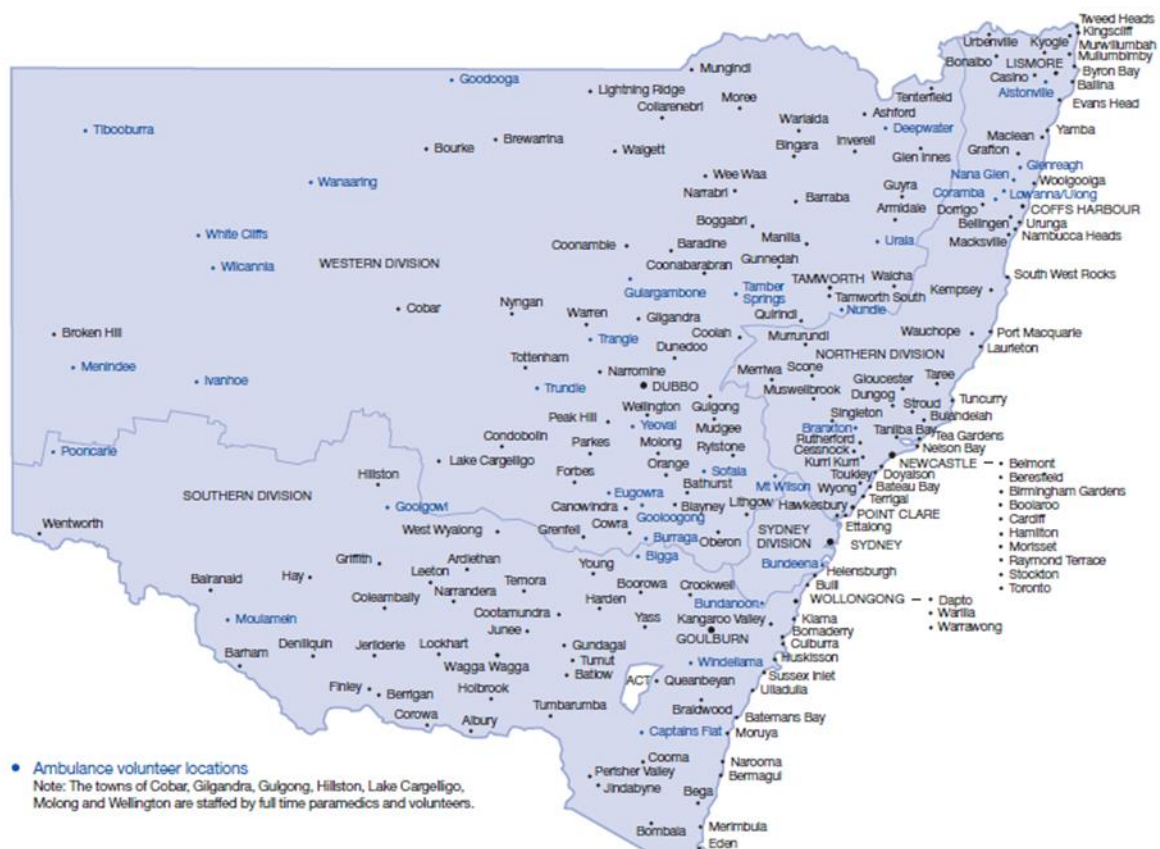 Tweed Heads
Kingscliff
Urbenville
Kyogle
Murwillumbah
Mullumbimby
Bonalbo
LISMORE
Mungindi
Byron Bay
Goodooga
Casino
Ballina
Lightning Ridge
Alstonville
Collarenebri
Moree
Tenterfield
Evans Head
Ashford
Tibooburra
Warialda
Deepwater
Yamba
Brewarrina
Maclean
Bourke
Walgett
Bingara
Inverell
Glen Innes
Grafton
Glenreagh
Wee Waa
Nana Glen
Woolgoolga
Wanaaring
Narrabri
Guyra
Coramba
Lowanna/Ulong
Barraba
Armidale
Dorrigo
COFFS HARBOUR
Boggabri
Bellingen
Urunga
White Cliffs
Manilla
Uralla
Nambucca Heads
Coonamble
Baradine
Macksville
Gunnedah
Wilcannia
WESTERN DIVISION
Coonabarabran
TAMWORTH
Walcha
South West Rocks
Gulargambone
Tamber
Springs
Kempsey
Nyngan
Tamworth South
Cobar
Warren
Gilgandra
Quirindi
Nundle
Broken Hill
Trangie
Coolah
Murrurundi
Wauchope
Port Macquarie
Dunedoo
Laurieton
Tottenham
NORTHERN DIVISION
Menindee
Narromine
Merriwa
Scone
Ivanhoe
Trundle
DUBBO
Muswellbrook
Gloucester
Taree
Dungog
Tuncurry
Wellington
Gulgong
Singleton
Stroud
Bulahdelah
Peak Hill
Yeoval
Mudgee
Branxton
Tanilba Bay
Condobolin
Parkes
Molong
Rylstone
Rutherford
Tea Gardens
Cessnock
Nelson Bay
Pooncarie
Lake Cargelligo
Orange
Sofala
Kurri Kurri
NEWCASTLE
Belmont
Hillston
Forbes
Bathurst
Mt Wilson
Toukley
Doyalson
Beresfield
SOUTHERN DIVISION
Eugowra
Wyong
Bateau Bay
Birmingham Gardens
Goolgowi
Canowindra
Blayney
Lithgow
Hawkesbury
Terrigal
Boolaroo
Gooloogong
POINT CLARE
Cardiff
Wentworth
West Wyalong
Grenfell
Cowra
SYDNEY
DIVISION
Ettalong
Hamilton
Burraga
Oberon
SYDNEY
Morisset
Griffith
Ardlethan
Bigga
Bundeena
Raymond Terrace
Balranald
Hay
Leeton
Temora
Young
Helensburgh
Stockton
Boorowa
Crookwell
Bulli
Toronto
Coleambally
Narrandera
Harden
Bundanoon
WOLLONGONG
Dapto
Moulamein
Cootamundra
Yass
Kangaroo Valley
Kiama
Warilla
Junee
GOULBURN
Bomaderry
Warrawong
Deniliquin
Jerilderie
Lockhart
Gundagai
Culburra
Barham
Wagga Wagga
Tumut
Windellama
Huskisson
Batlow
ACT
Queanbeyan
Sussex Inlet
Finley
Berrigan
Holbrook
Ulladulla
Tumbarumba
Braidwood
Corowa
Albury
Batemans Bay
Captains Flat
Moruya
Cooma
Narooma
Perisher Valley
Bermagui
Jindabyne
Bega
Bombala
Merimbula
Eden
Ambulance volunteer locations
Note: The towns of Cobar, Gilgandra, Gulgong, Hillston, Lake Cargelligo,
Molong and Wellington are staffed by full time paramedics and volunteers.